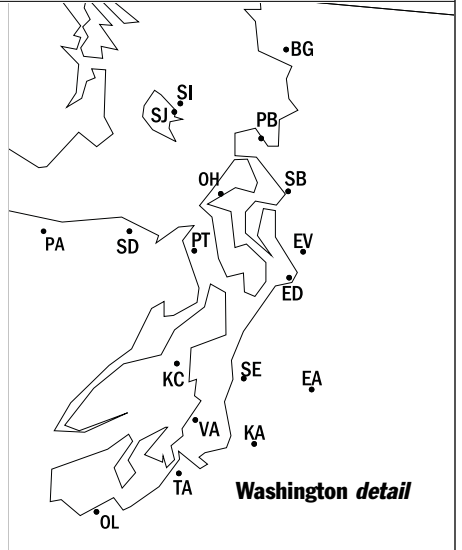 BG
SI
SJ
PB
OH
SB
PA
SD
PT
EV
ED
KC
SE
EA
VA
KA
TA
Washington detail
OL